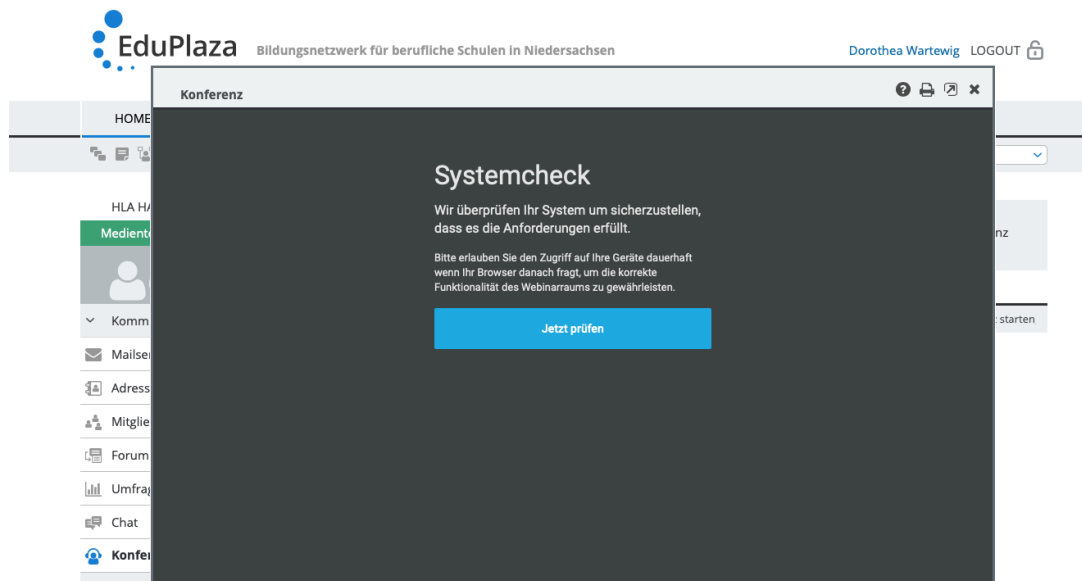 EduPlaza
Bildungsnetzwerk für berufliche Schulen in Niedersachsen
Dorothea Wartewig LOGOUT
Konferenz
HOME
Systemcheck
Wir überprüfen Ihr System um sicherzustellen,
dass es die Anforderungen erfüllt.
Bitte erlauben Sie den Zugriff auf Ihre Geräte dauerhaft
wenn Ihr Browser danach fragt, um die korrekte
Funktionalität des Webinarraums zu gewährleisten.
Jetzt prüfen
HLA HA
Mediente
nz
Komm
starten
Mailser
Adress
Mitglie
Forum
Umfrag
Chat
Konfer